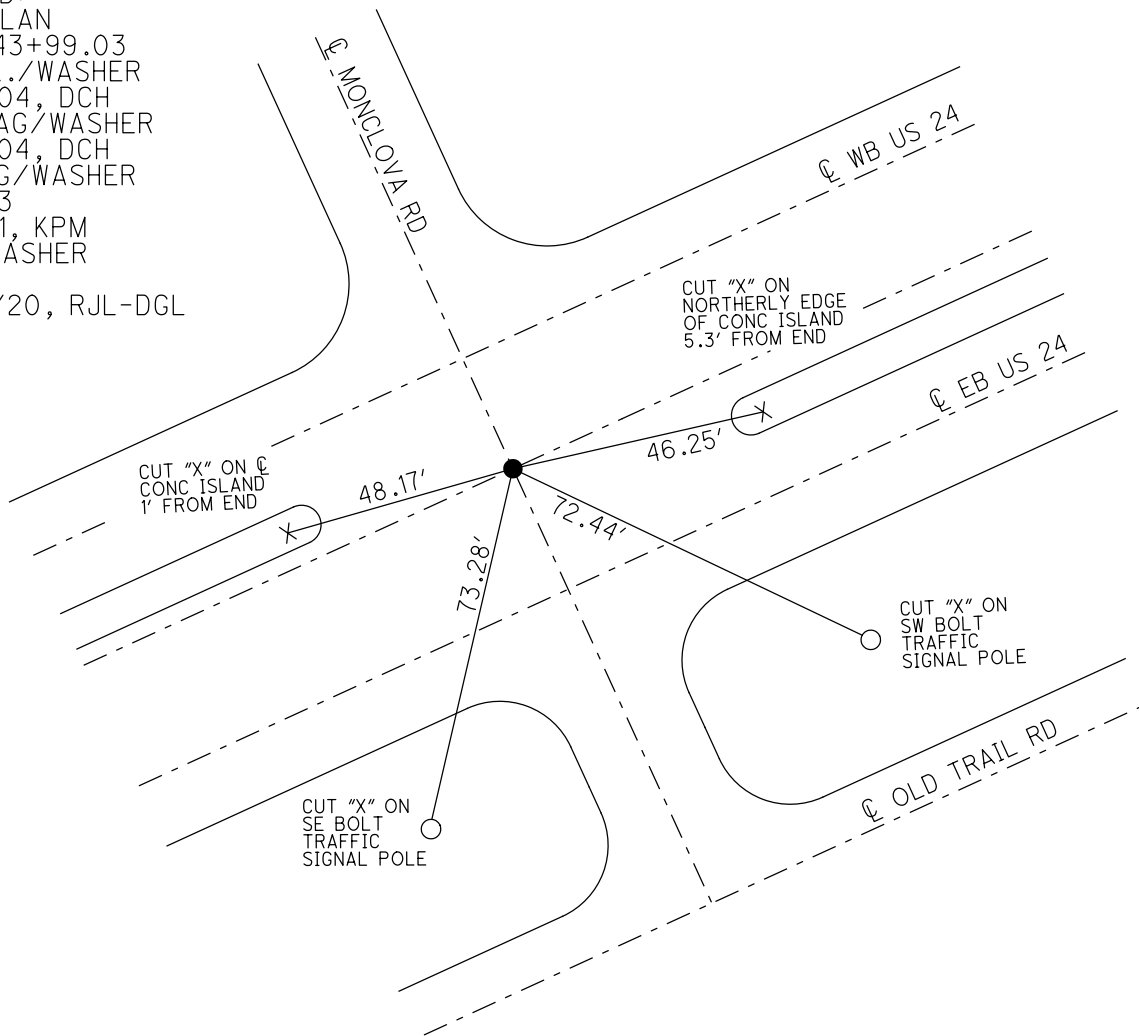 LAN
43+99.03
./WASHER
04, DCH
AG/WASHER
04, DCH
G/WASHER
3
1, KPM
ASHER
/20, RJL-DGL
℄ MONCLOVA RD
℄ WB US 24
CUT "X" ON
NORTHERLY EDGE
OF CONC ISLAND
5.3' FROM END
℄ EB US 24
46.25'
CUT "X" ON ℄
CONC ISLAND
1' FROM END
48.17'
72.44'
73.28'
CUT "X" ON
SW BOLT
TRAFFIC
SIGNAL POLE
℄ OLD TRAIL RD
CUT "X" ON
SE BOLT
TRAFFIC
SIGNAL POLE